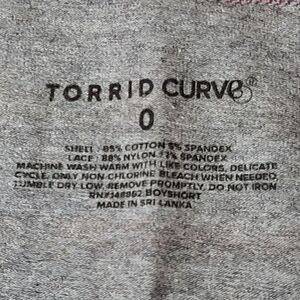 TORRID CURVE
0
SHELL : 95% COTTON 5% SPANDEX
LACE : 88% NYLON 12% SPANDEX
MACHINE WASH WARM WITH LIKE COLORS, DELICATE
CYCLE. ONLY NON-CHLORINE BLEACH WHEN NEEDED,
TUMBLE DRY LOW. REMOVE PROMPTLY. DO NOT IRON
BOYSHORT
MADE IN SRI LANKA